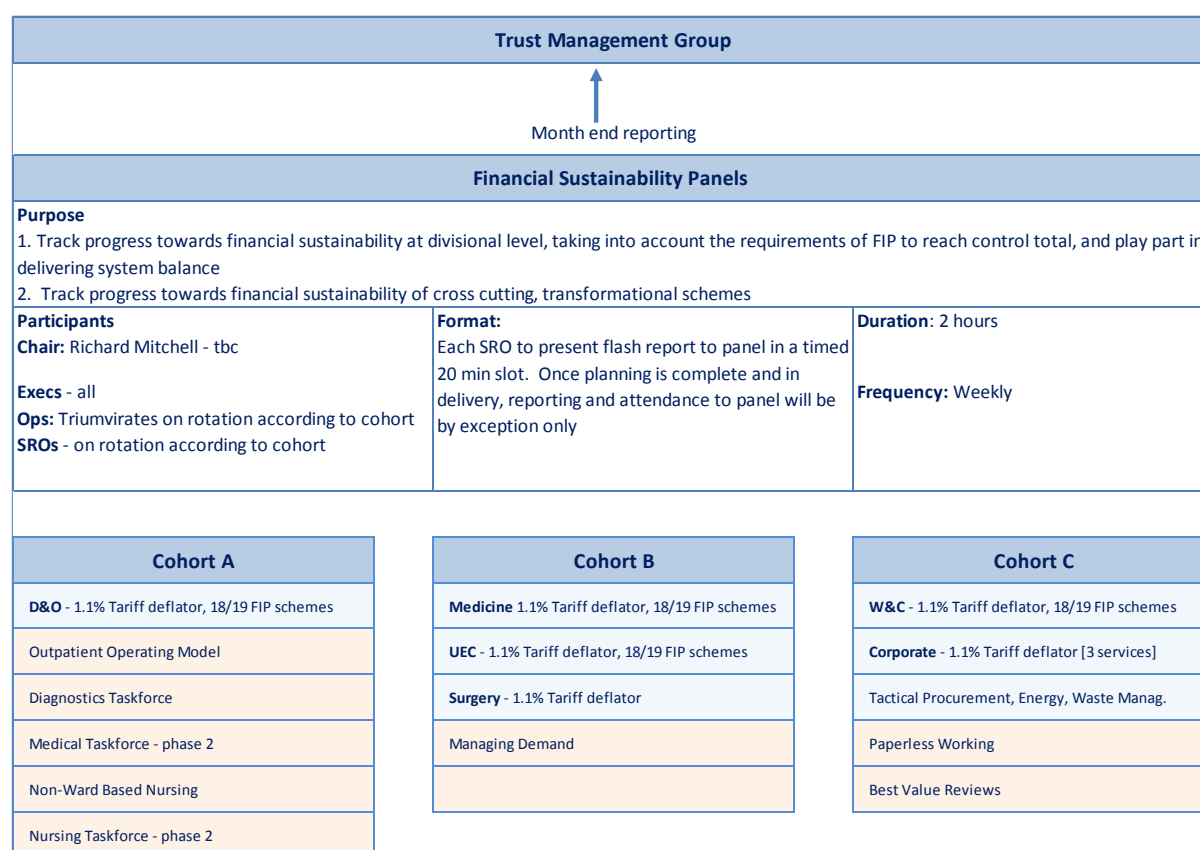 Trust Management Group
Month end reporting
Financial Sustainability Panels
Purpose
1. Track progress towards financial sustainability at divisional level, taking into account the requirements of FIP to reach control total, and play part in
delivering system balance
2.  Track progress towards financial sustainability of cross cutting, transformational schemes
Participants
Chair: Richard Mitchell - tbc
Execs - all
Ops: Triumvirates on rotation according to cohort
SROs - on rotation according to cohort
Format:
Each SRO to present flash report to panel in a timed
20 min slot.  Once planning is complete and in
delivery, reporting and attendance to panel will be
by exception only
Duration: 2 hours
Frequency: Weekly
Cohort A
D&O - 1.1% Tariff deflator, 18/19 FIP schemes
Outpatient Operating Model
Diagnostics Taskforce
Medical Taskforce - phase 2
Non-Ward Based Nursing
Nursing Taskforce - phase 2
Cohort B
Medicine 1.1% Tariff deflator, 18/19 FIP schemes
UEC - 1.1% Tariff deflator, 18/19 FIP schemes
Surgery - 1.1% Tariff deflator
Managing Demand
Cohort C
W&C - 1.1% Tariff deflator, 18/19 FIP schemes
Corporate - 1.1% Tariff deflator [3 services]
Tactical Procurement, Energy, Waste Manag.
Paperless Working
Best Value Reviews